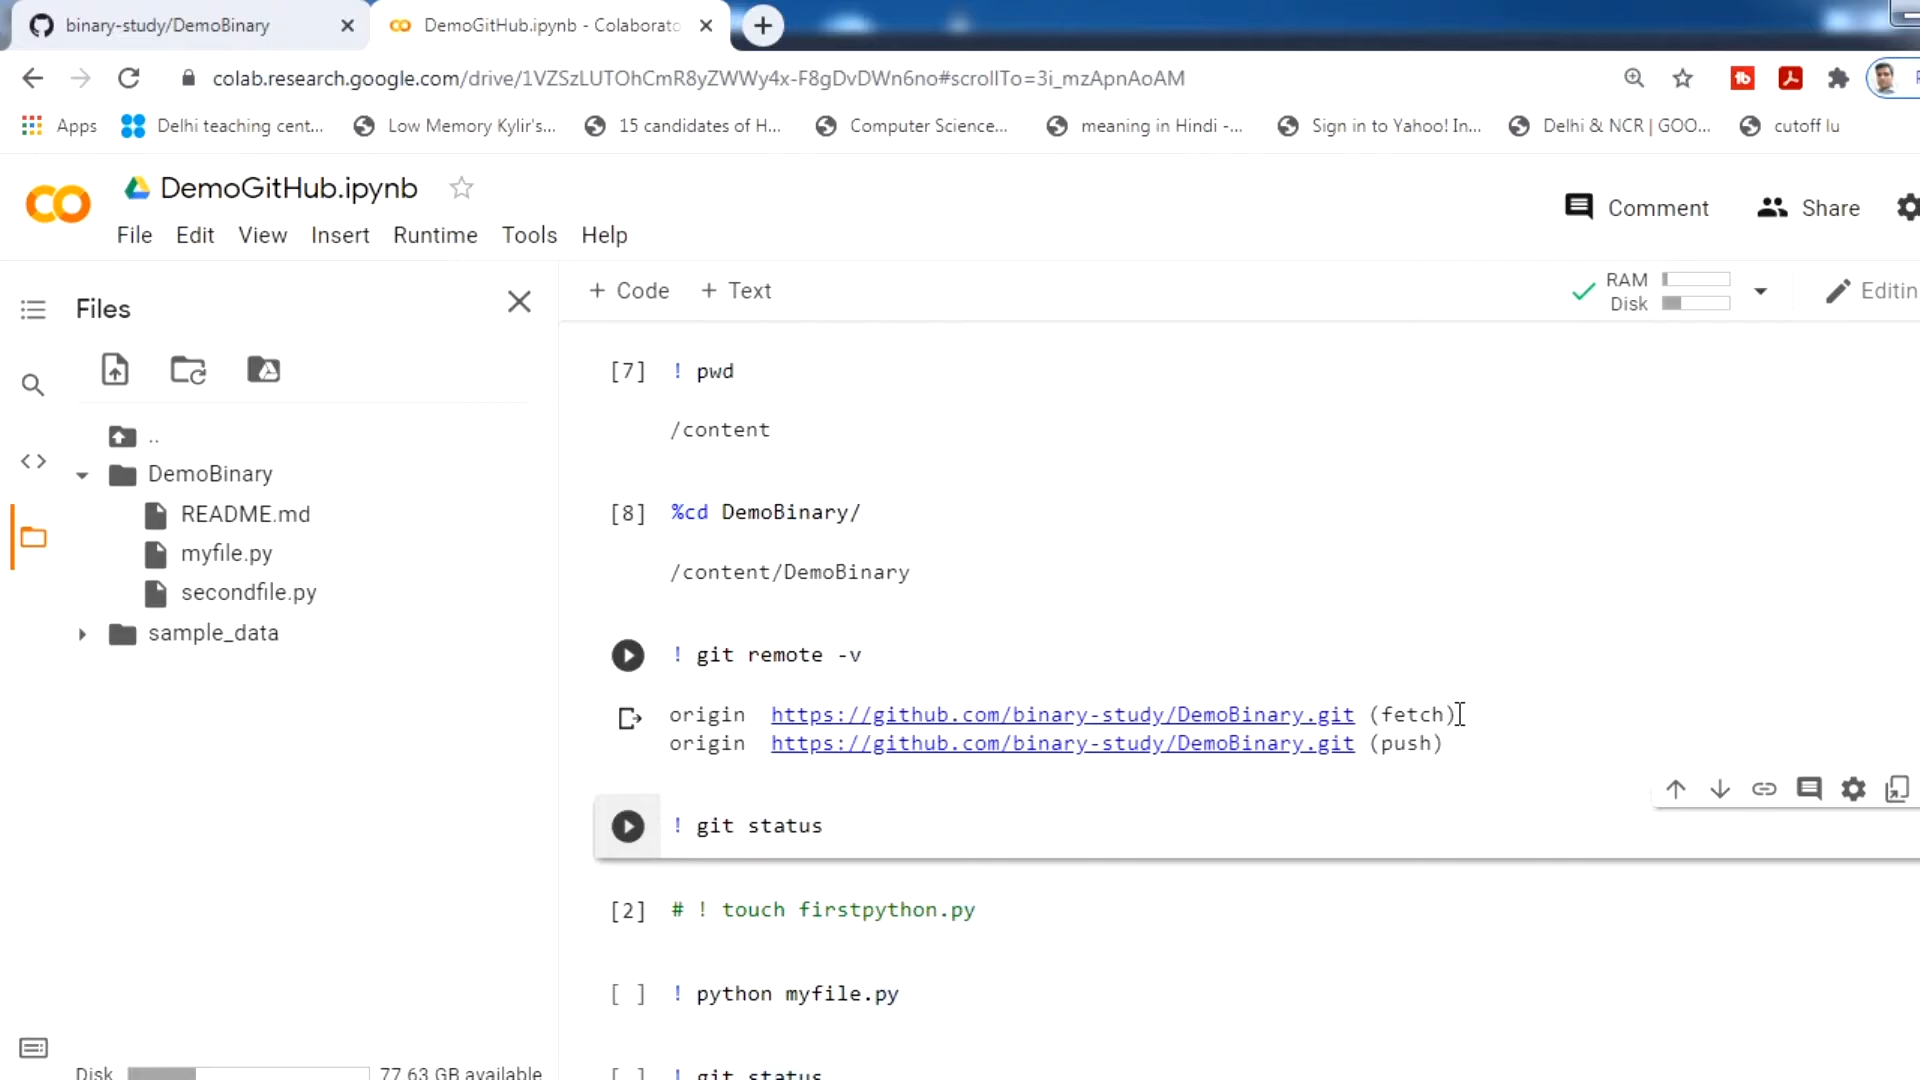 binary-study/DemoBinary
DemoGitHub.ipynb - Colaborato
colab.research.google.com/drive/1VZSzLUTOhCmR8yZWWy4x-F8gDvDWn6no#scrollTo=3i_mzApnAoAM
Apps
Delhi teaching cent...
Low Memory Kylir's...
15 candidates of H...
Computer Science...
meaning in Hindi -...
Sign in to Yahoo! In...
Delhi & NCR | GOO...
cutoff lu
DemoGitHub.ipynb
Comment
Share
File Edit View Insert Runtime Tools Help
Files
+ Code + Text
RAM
Disk
Editin
..
DemoBinary
README.md
myfile.py
secondfile.py
sample_data
Disk
77.63 GB available
[7] ! pwd
/content
[8] %cd DemoBinary/
/content/DemoBinary
! git remote -v
origin https://github.com/binary-study/DemoBinary.git (fetch)
origin https://github.com/binary-study/DemoBinary.git (push)
! git status
[2] # ! touch firstpython.py
[ ] ! python myfile.py
[ ] ! git status